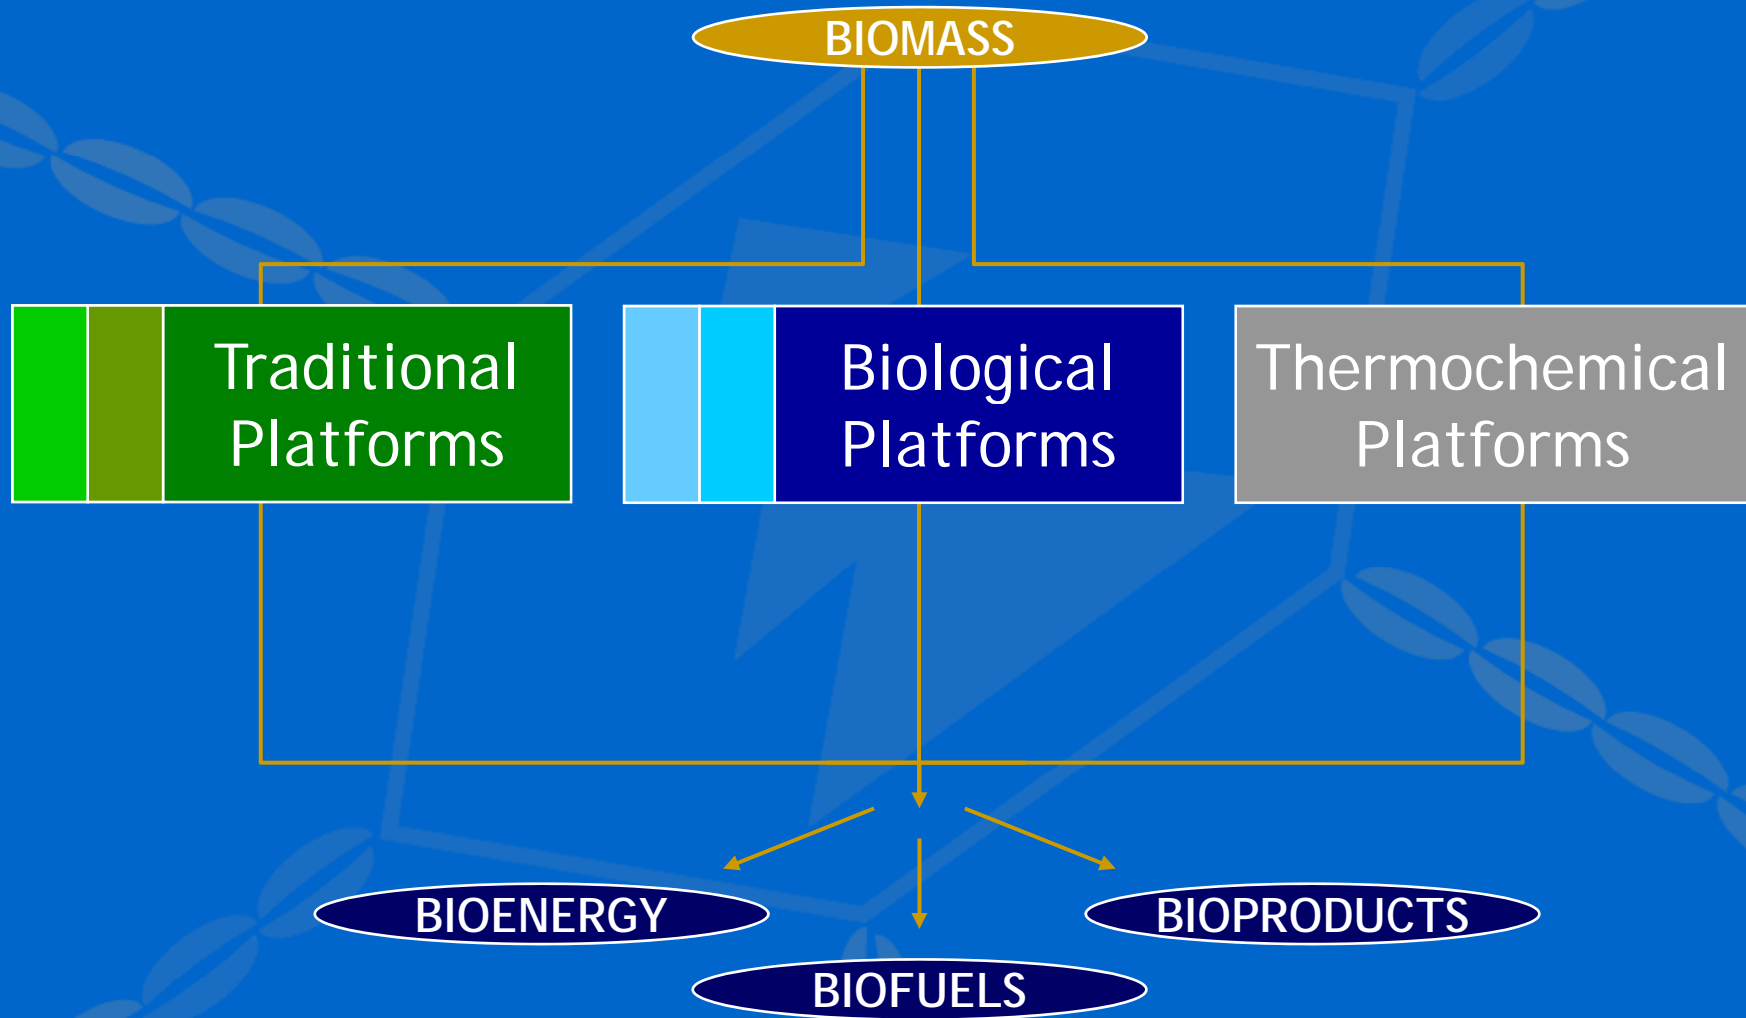 BIOMASS
Traditional
Platforms
Biological
Platforms
Thermochemical
Platforms
BIOENERGY
BIOPRODUCTS
BIOFUELS